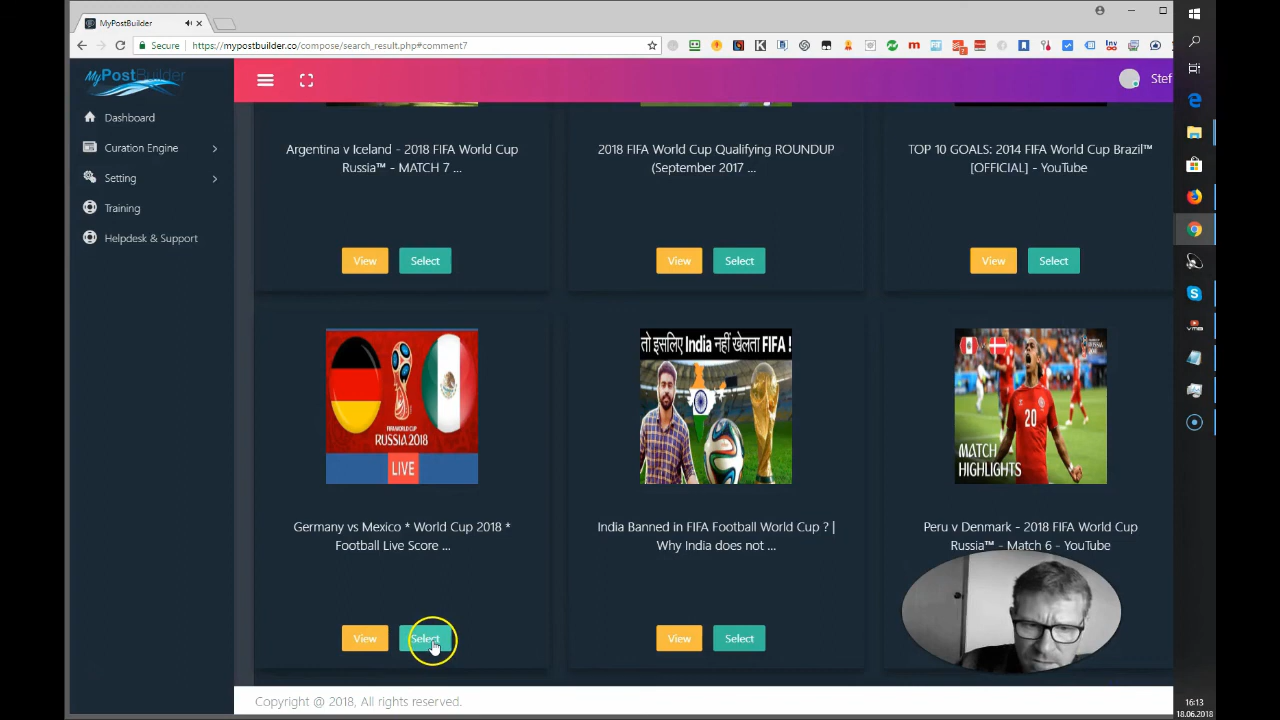 MyPostBuilder
Secure
https://mypostbuilder.co/compose/search_result.php#comment7
MyPostBuilder
Stef
Dashboard
Curation Engine
Setting
Training
Helpdesk & Support
Argentina v Iceland - 2018 FIFA World Cup
Russia™ - MATCH 7 ...
2018 FIFA World Cup Qualifying ROUNDUP
(September 2017 ...
TOP 10 GOALS: 2014 FIFA World Cup Brazil™
[OFFICIAL] - YouTube
View
Select
View
Select
View
Select
FIFA WORLD CUP
RUSSIA 2018
LIVE
तो इसलिए India नहीं खेलता FIFA !
20
MATCH
HIGHLIGHTS
Germany vs Mexico * World Cup 2018 *
Football Live Score ...
India Banned in FIFA Football World Cup ? |
Why India does not ...
Peru v Denmark - 2018 FIFA World Cup
Russia™ - Match 6 - YouTube
View
Select
View
Select
Copyright @ 2018, All rights reserved.
16:13
18.06.2018